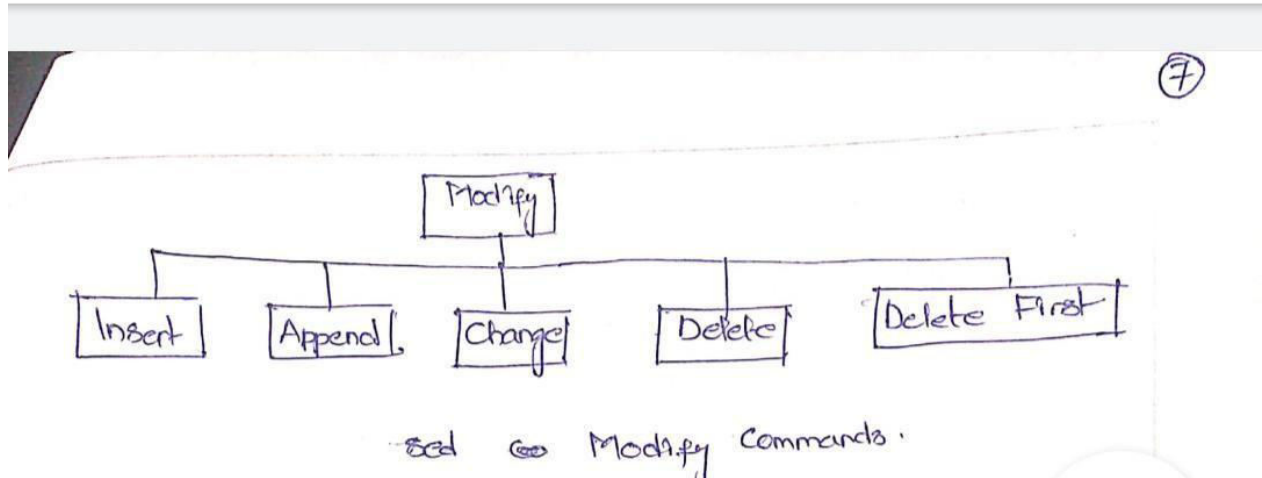 7
Modify
Insert Append Change Delete Delete First
sed Modify Commands.